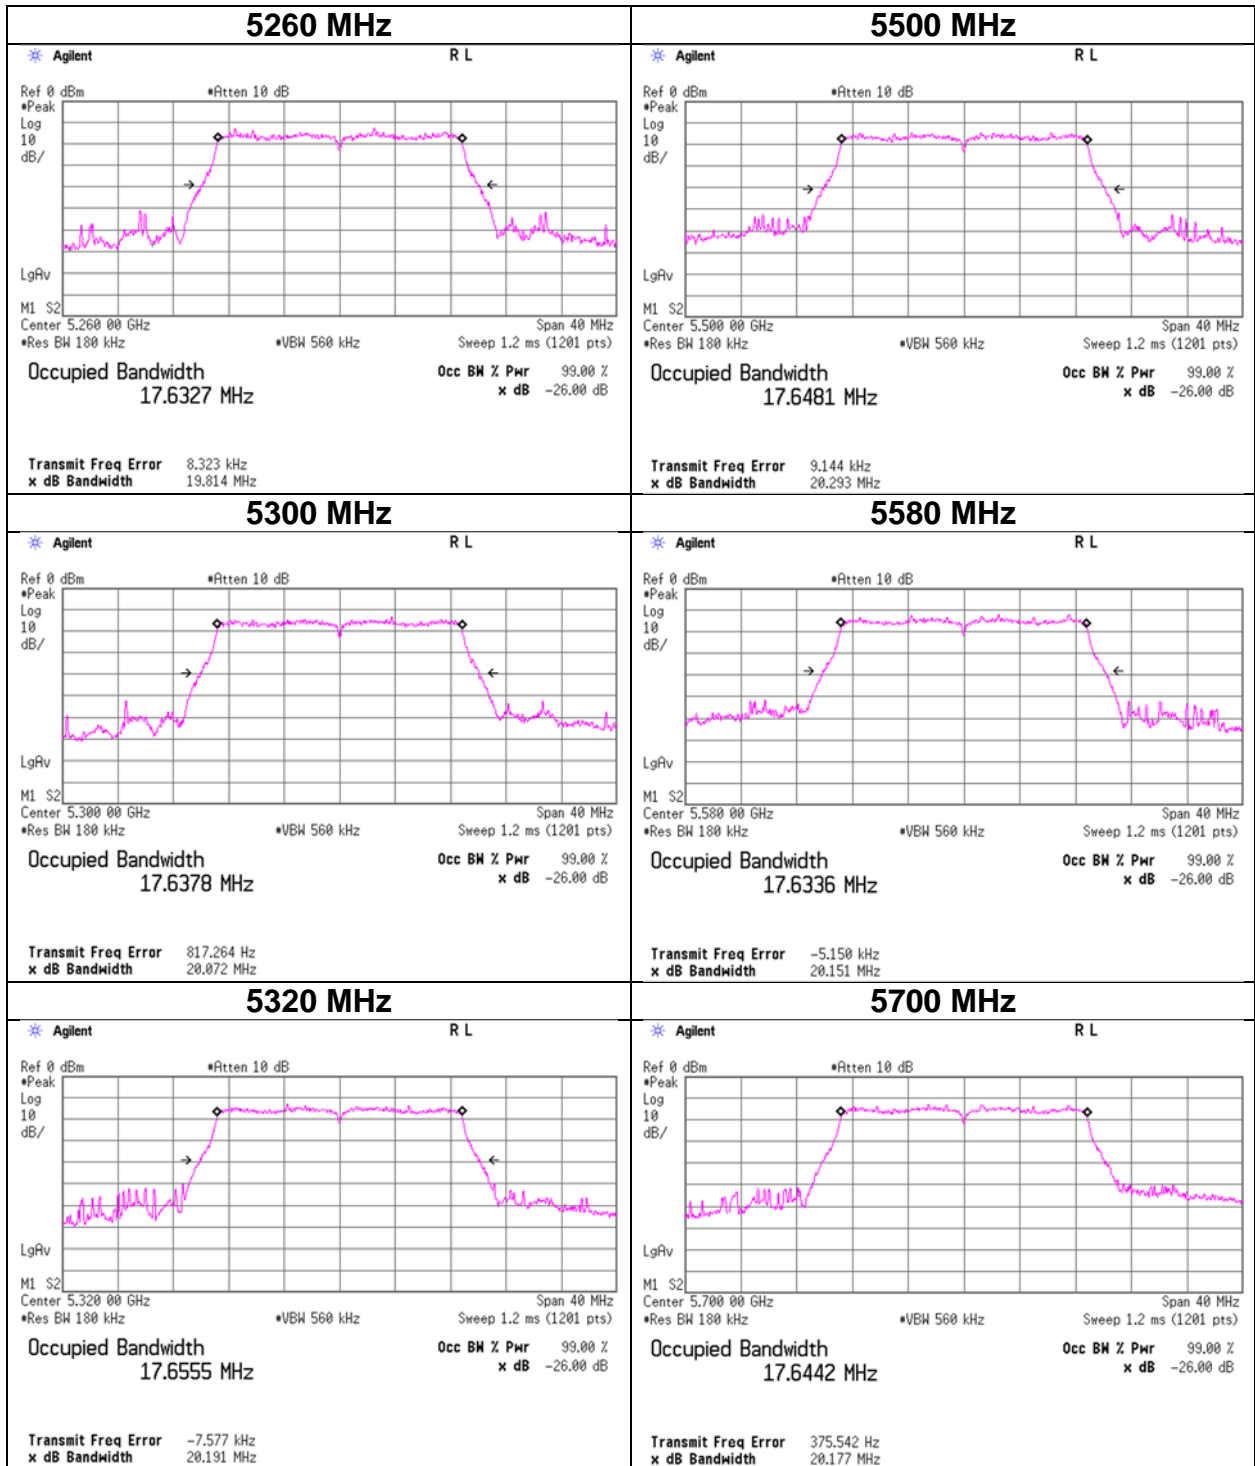 5260 MHz
Agilent R L
Ref 0 dBm *Atten 10 dB
*Peak
Log
10
dB/
LgAv
M1 S2
Center 5.260 00 GHz Span 40 MHz
*Res BW 180 kHz *VBW 560 kHz Sweep 1.2 ms (1201 pts)
Occupied Bandwidth Occ BW % Pwr 99.00 %
17.6327 MHz x dB -26.00 dB
Transmit Freq Error 8.323 kHz
x dB Bandwidth 19.814 MHz
5500 MHz
Agilent R L
Ref 0 dBm *Atten 10 dB
*Peak
Log
10
dB/
LgAv
M1 S2
Center 5.500 00 GHz Span 40 MHz
*Res BW 180 kHz *VBW 560 kHz Sweep 1.2 ms (1201 pts)
Occupied Bandwidth Occ BW % Pwr 99.00 %
17.6481 MHz x dB -26.00 dB
Transmit Freq Error 9.144 kHz
x dB Bandwidth 20.293 MHz
5300 MHz
Agilent R L
Ref 0 dBm *Atten 10 dB
*Peak
Log
10
dB/
LgAv
M1 S2
Center 5.300 00 GHz Span 40 MHz
*Res BW 180 kHz *VBW 560 kHz Sweep 1.2 ms (1201 pts)
Occupied Bandwidth Occ BW % Pwr 99.00 %
17.6378 MHz x dB -26.00 dB
Transmit Freq Error 817.264 Hz
x dB Bandwidth 20.072 MHz
5580 MHz
Agilent R L
Ref 0 dBm *Atten 10 dB
*Peak
Log
10
dB/
LgAv
M1 S2
Center 5.580 00 GHz Span 40 MHz
*Res BW 180 kHz *VBW 560 kHz Sweep 1.2 ms (1201 pts)
Occupied Bandwidth Occ BW % Pwr 99.00 %
17.6336 MHz x dB -26.00 dB
Transmit Freq Error -5.150 kHz
x dB Bandwidth 20.151 MHz
5320 MHz
Agilent R L
Ref 0 dBm *Atten 10 dB
*Peak
Log
10
dB/
LgAv
M1 S2
Center 5.320 00 GHz Span 40 MHz
*Res BW 180 kHz *VBW 560 kHz Sweep 1.2 ms (1201 pts)
Occupied Bandwidth Occ BW % Pwr 99.00 %
17.6555 MHz x dB -26.00 dB
Transmit Freq Error -7.577 kHz
x dB Bandwidth 20.191 MHz
5700 MHz
Agilent R L
Ref 0 dBm *Atten 10 dB
*Peak
Log
10
dB/
LgAv
M1 S2
Center 5.700 00 GHz Span 40 MHz
*Res BW 180 kHz *VBW 560 kHz Sweep 1.2 ms (1201 pts)
Occupied Bandwidth Occ BW % Pwr 99.00 %
17.6442 MHz x dB -26.00 dB
Transmit Freq Error 375.542 Hz
x dB Bandwidth 20.177 MHz